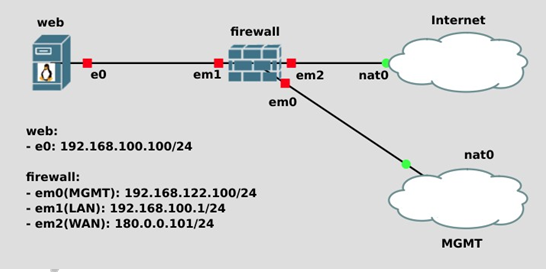 web
firewall
Internet
e0
em1
em2
nat0
em0
nat0
MGMT
web:
- e0: 192.168.100.100/24
firewall:
- em0(MGMT): 192.168.122.100/24
- em1(LAN): 192.168.100.1/24
- em2(WAN): 180.0.0.101/24